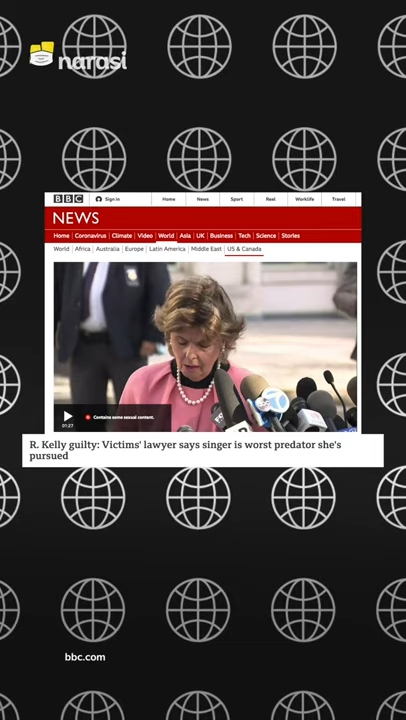 narasi
BBC Sign in Home News Sport Reel Worklife Travel
NEWS
Home Coronavirus Climate Video World Asia UK Business Tech Science Stories
World Africa Australia Europe Latin America Middle East US & Canada
Contains some sexual content.
01:27
R. Kelly guilty: Victims' lawyer says singer is worst predator she's
pursued
bbc.com